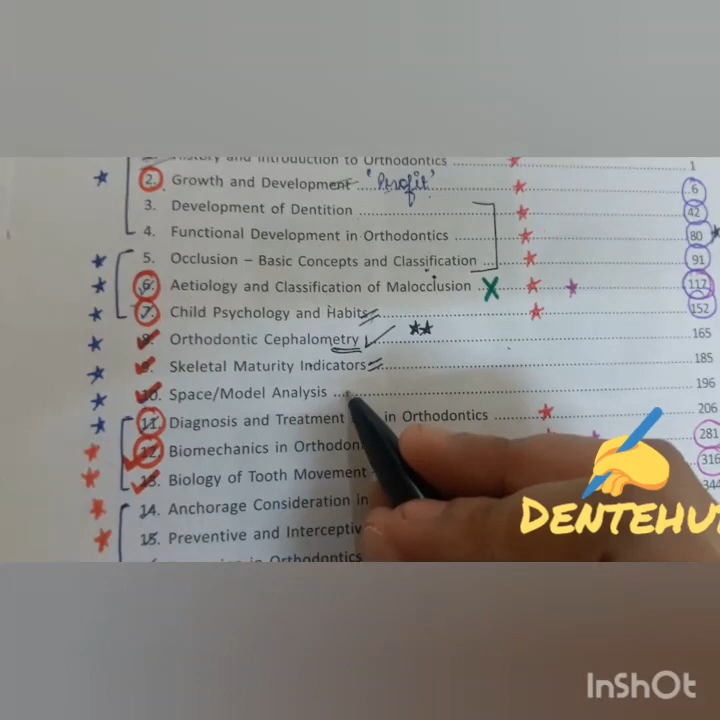 History and Introduction to Orthodontics ........ 1
2. Growth and Development ........ 'Profit' 6
3. Development of Dentition ........ 42
4. Functional Development in Orthodontics ........ 80
5. Occlusion – Basic Concepts and Classification ........ 91
6. Aetiology and Classification of Malocclusion ........ 117
7. Child Psychology and Habits ........ 152
8. Orthodontic Cephalometry ........ 165
9. Skeletal Maturity Indicators ........ 185
10. Space/Model Analysis ........ 196
11. Diagnosis and Treatment in Orthodontics ........ 206
12. Biomechanics in Orthodont 281
13. Biology of Tooth Movement 316
14. Anchorage Consideration in 344
15. Preventive and Interceptiv
in Orthodontics
DENTEHU
InShOt